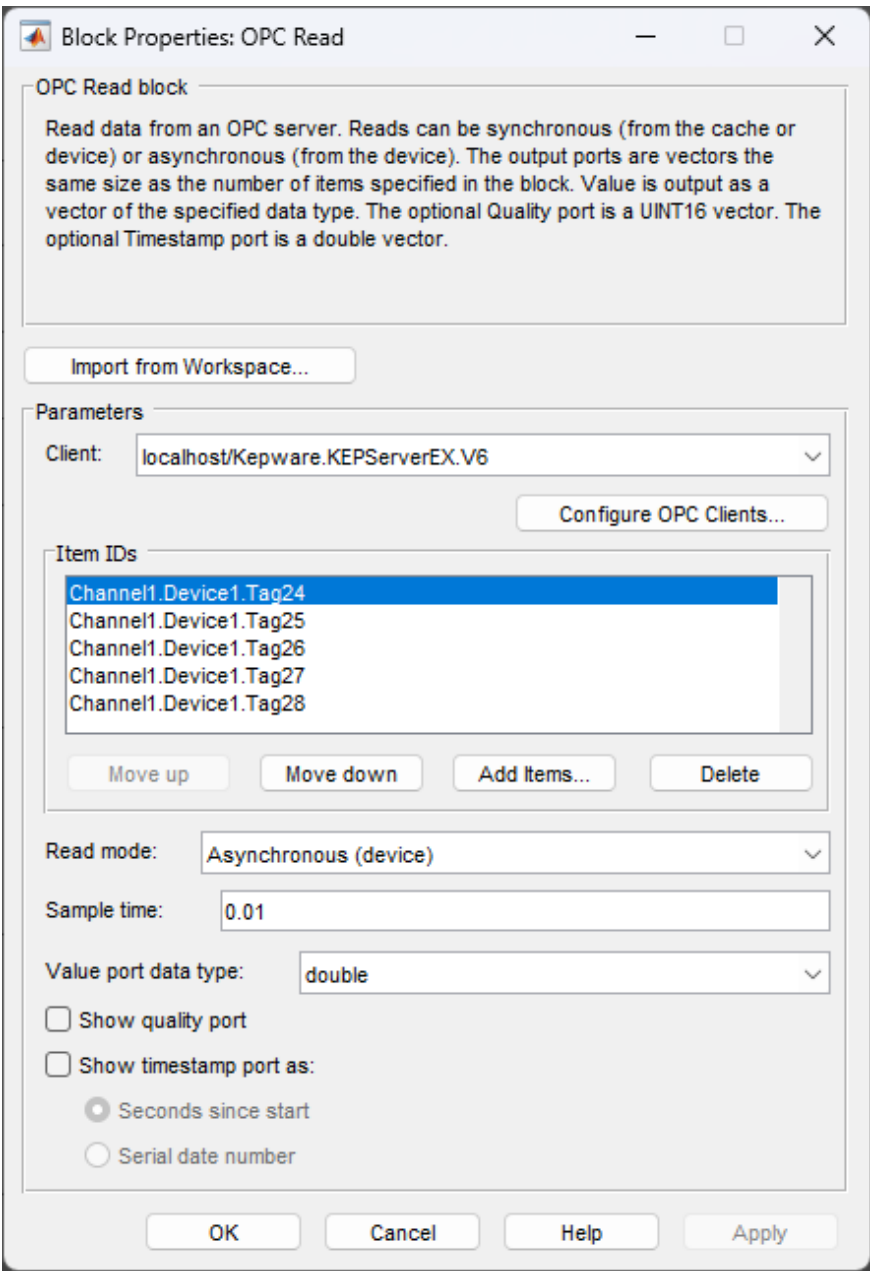 Block Properties: OPC Read
OPC Read block
Read data from an OPC server. Reads can be synchronous (from the cache or
device) or asynchronous (from the device). The output ports are vectors the
same size as the number of items specified in the block. Value is output as a
vector of the specified data type. The optional Quality port is a UINT16 vector. The
optional Timestamp port is a double vector.
Import from Workspace...
Parameters
Client: localhost/Kepware.KEPServerEX.V6
Configure OPC Clients...
Item IDs
Channel1.Device1.Tag24
Channel1.Device1.Tag25
Channel1.Device1.Tag26
Channel1.Device1.Tag27
Channel1.Device1.Tag28
Move up Move down Add Items... Delete
Read mode: Asynchronous (device)
Sample time: 0.01
Value port data type: double
Show quality port
Show timestamp port as:
Seconds since start
Serial date number
OK Cancel Help Apply